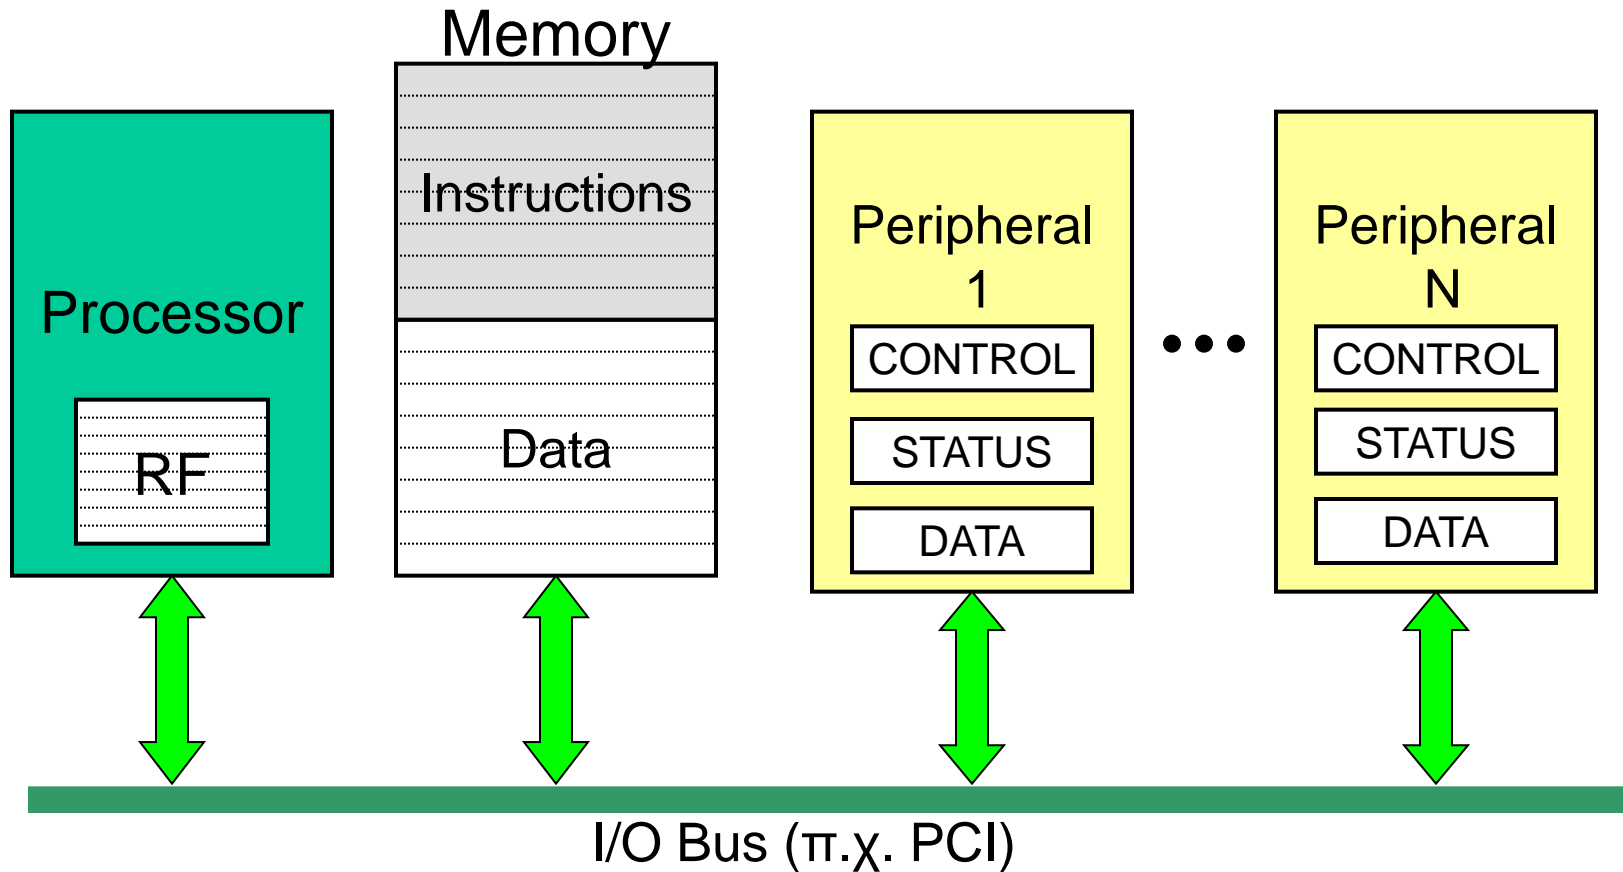 Memory
Processor
RF
Instructions
Data
Peripheral
1
CONTROL
STATUS
DATA
Peripheral
N
CONTROL
STATUS
DATA
I/O Bus (π.χ. PCI)